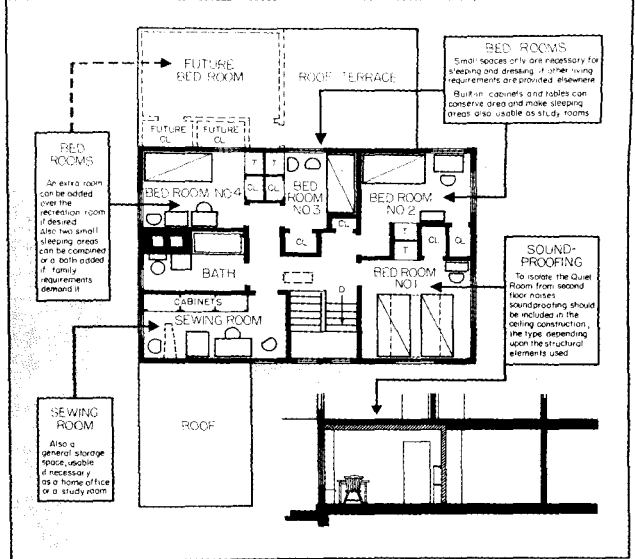 FUTURE
BED ROOM
ROOF TERRACE
BED ROOMS
Small spaces only are necessary for
sleeping and dressing, if other living
requirements are provided elsewhere
Built-in cabinets and tables can
conserve area and make sleeping
areas also usable as study rooms
FUTURE
CL
FUTURE
CL
BED
ROOMS
An extra room
can be added
over the
recreation room
if desired
Also two small
sleeping areas
can be combined
or a bath added
if family
requirements
demand it
BED ROOM NO 4
T
T
CL
CL
BED
ROOM
NO 3
CL
CL
BED ROOM
NO 2
T
T
CL
CL
BATH
CABINETS
SEWING ROOM
D
BED ROOM
NO 1
SOUND-
PROOFING
To isolate the Quiet
Room from second
floor noises
soundproofing should
be included in the
ceiling construction,
the type depending
upon the structural
elements used
SEWING
ROOM
Also a
general storage
space, usable
if necessary
as a home office
or a study room
ROOF